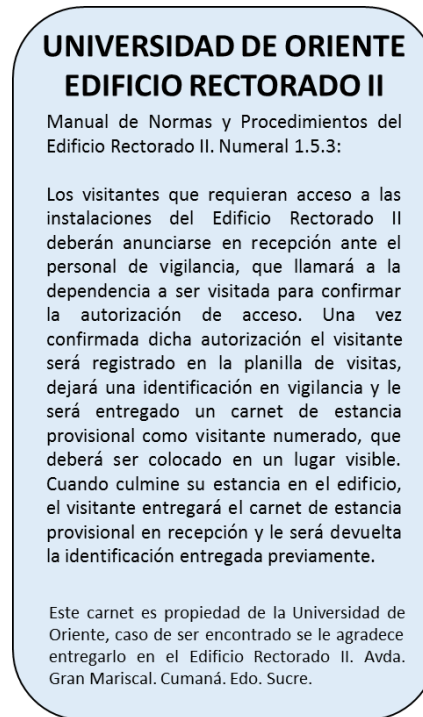 UNIVERSIDAD DE ORIENTE
EDIFICIO RECTORADO II
Manual de Normas y Procedimientos del
Edificio Rectorado II. Numeral 1.5.3:
Los visitantes que requieran acceso a las
instalaciones del Edificio Rectorado II
deberán anunciarse en recepción ante el
personal de vigilancia, que llamará a la
dependencia a ser visitada para confirmar
la autorización de acceso. Una vez
confirmada dicha autorización el visitante
será registrado en la planilla de visitas,
dejará una identificación en vigilancia y le
será entregado un carnet de estancia
provisional como visitante numerado, que
deberá ser colocado en un lugar visible.
Cuando culmine su estancia en el edificio,
el visitante entregará el carnet de estancia
provisional en recepción y le será devuelta
la identificación entregada previamente.
Este carnet es propiedad de la Universidad de
Oriente, caso de ser encontrado se le agradece
entregarlo en el Edificio Rectorado II. Avda.
Gran Mariscal. Cumaná. Edo. Sucre.